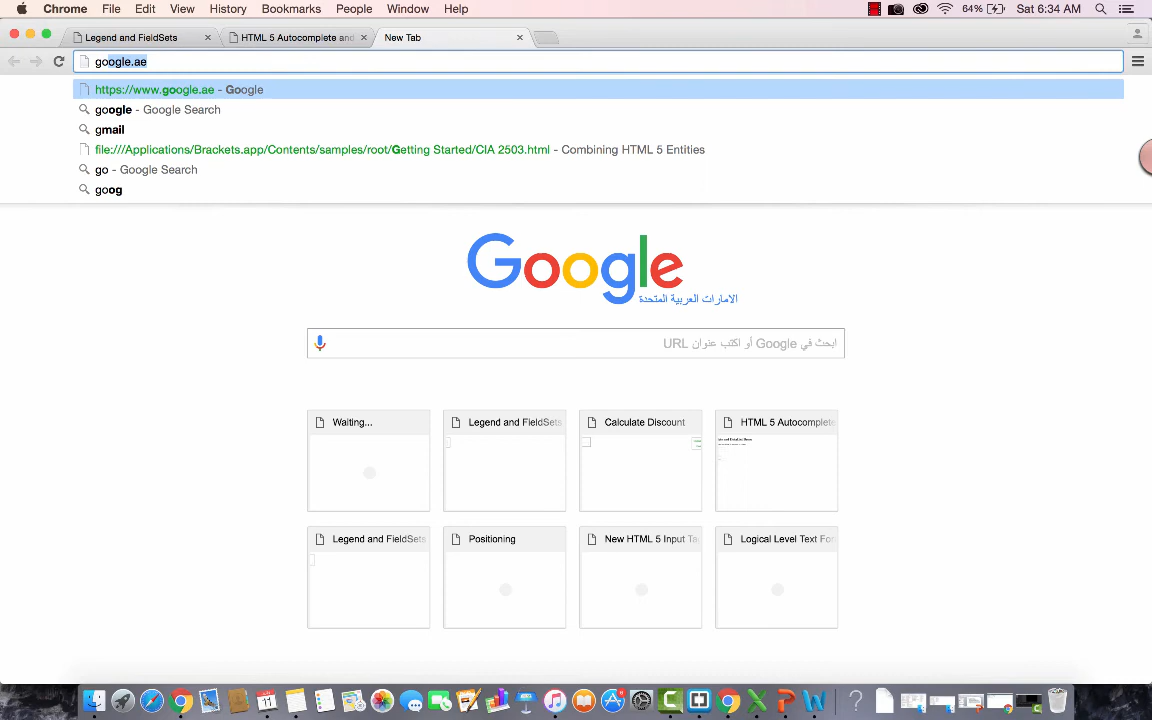 Chrome File Edit View History Bookmarks People Window Help 64% Sat 6:34 AM
Legend and FieldSets HTML 5 Autocomplete and New Tab
google.ae
https://www.google.ae - Google
google - Google Search
gmail
file:///Applications/Brackets.app/Contents/samples/root/Getting Started/CIA 2503.html - Combining HTML 5 Entities
go - Google Search
goog
Google
الامارات العربية المتحدة
ابحث في Google أو اكتب عنوان URL
Waiting... Legend and FieldSets Calculate Discount HTML 5 Autocomplete
Legend and FieldSets Positioning New HTML 5 Input Ta Logical Level Text For